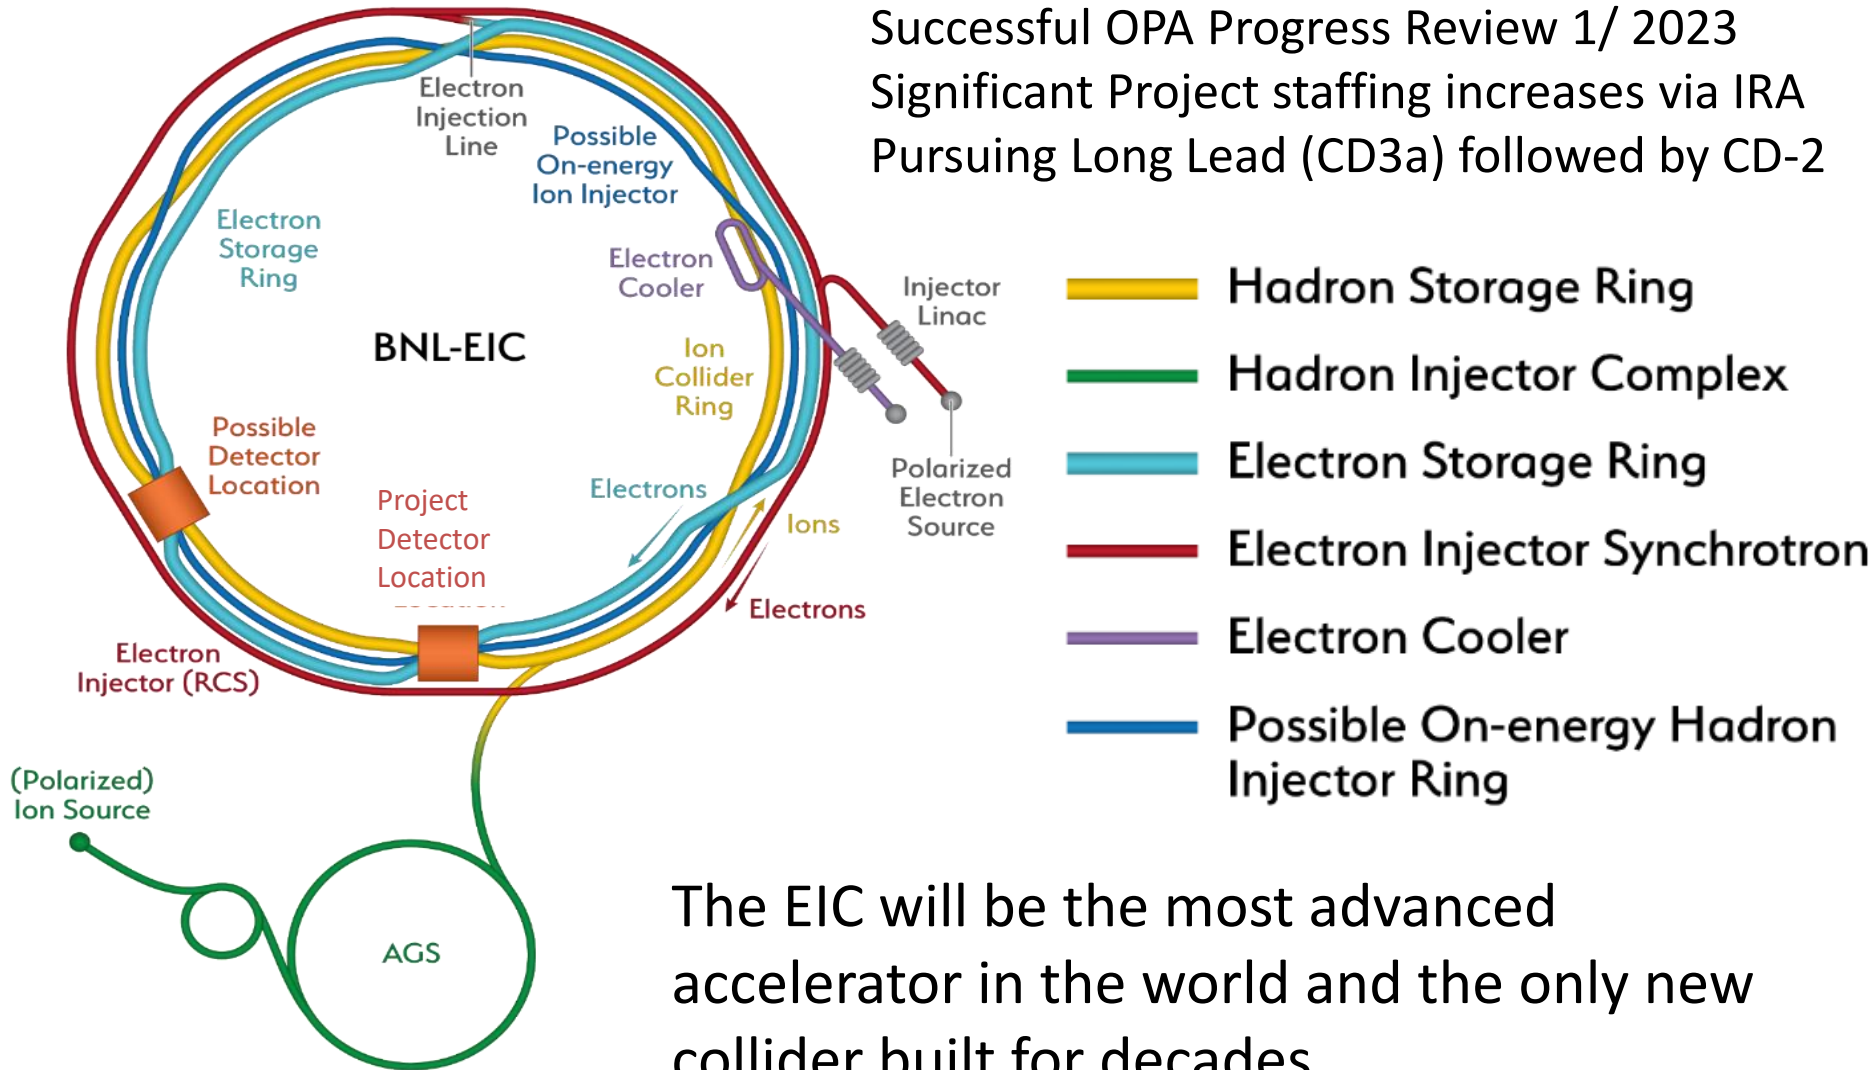 Successful OPA Progress Review 1/ 2023
Significant Project staffing increases via IRA
Pursuing Long Lead (CD3a) followed by CD-2
Electron
Injection
Line
Possible
On-energy
Ion Injector
Electron
Storage
Ring
Electron
Cooler
Injector
Linac
BNL-EIC
Ion
Collider
Ring
Possible
Detector
Location
Project
Detector
Location
Electrons
Ions
Polarized
Electron
Source
Electrons
Electron
Injector (RCS)
(Polarized)
Ion Source
AGS
Hadron Storage Ring
Hadron Injector Complex
Electron Storage Ring
Electron Injector Synchrotron
Electron Cooler
Possible On-energy Hadron
Injector Ring
The EIC will be the most advanced
accelerator in the world and the only new
collider built for decades